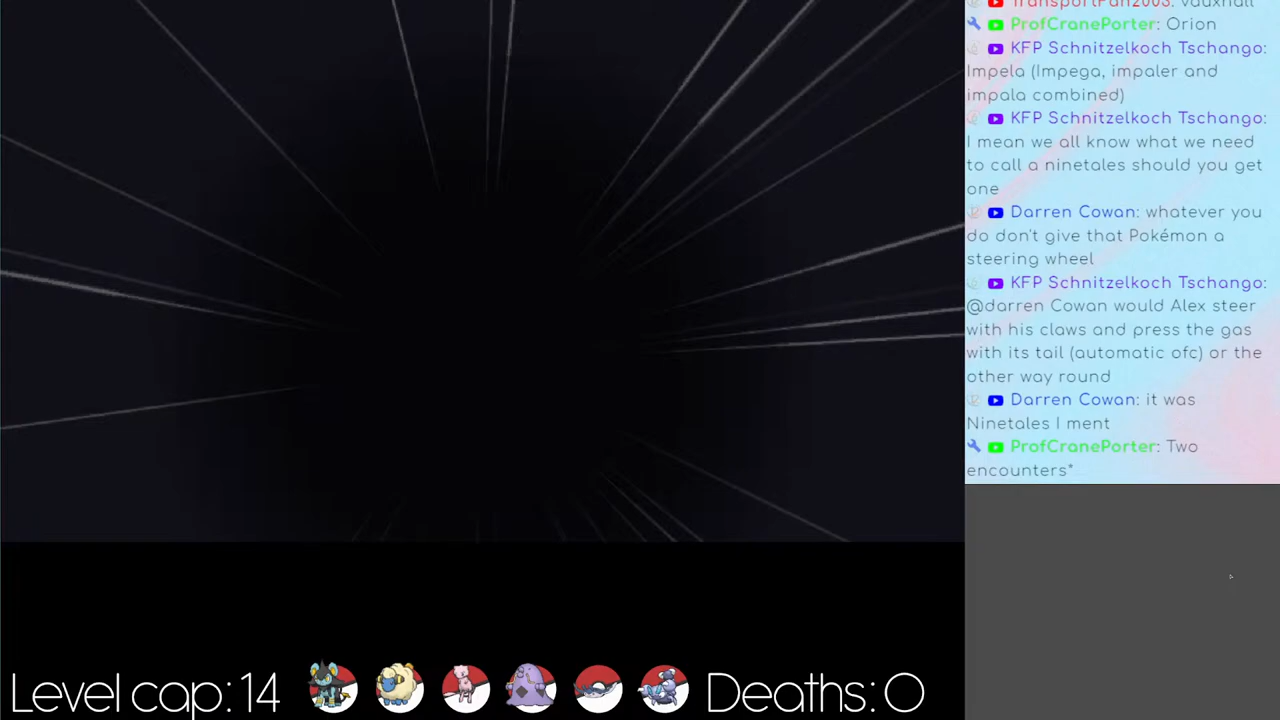 TransportFan2003: vauxhall
ProfCranePorter: Orion
KFP Schnitzelkoch Tschango:
Impela (Impega, impaler and
impala combined)
KFP Schnitzelkoch Tschango:
I mean we all know what we need
to call a ninetales should you get
one
Darren Cowan: whatever you
do don't give that Pokémon a
steering wheel
KFP Schnitzelkoch Tschango:
@darren Cowan would Alex steer
with his claws and press the gas
with its tail (automatic ofc) or the
other way round
Darren Cowan: it was
Ninetales I ment
ProfCranePorter: Two
encounters*
Level cap: 14
Deaths: 0